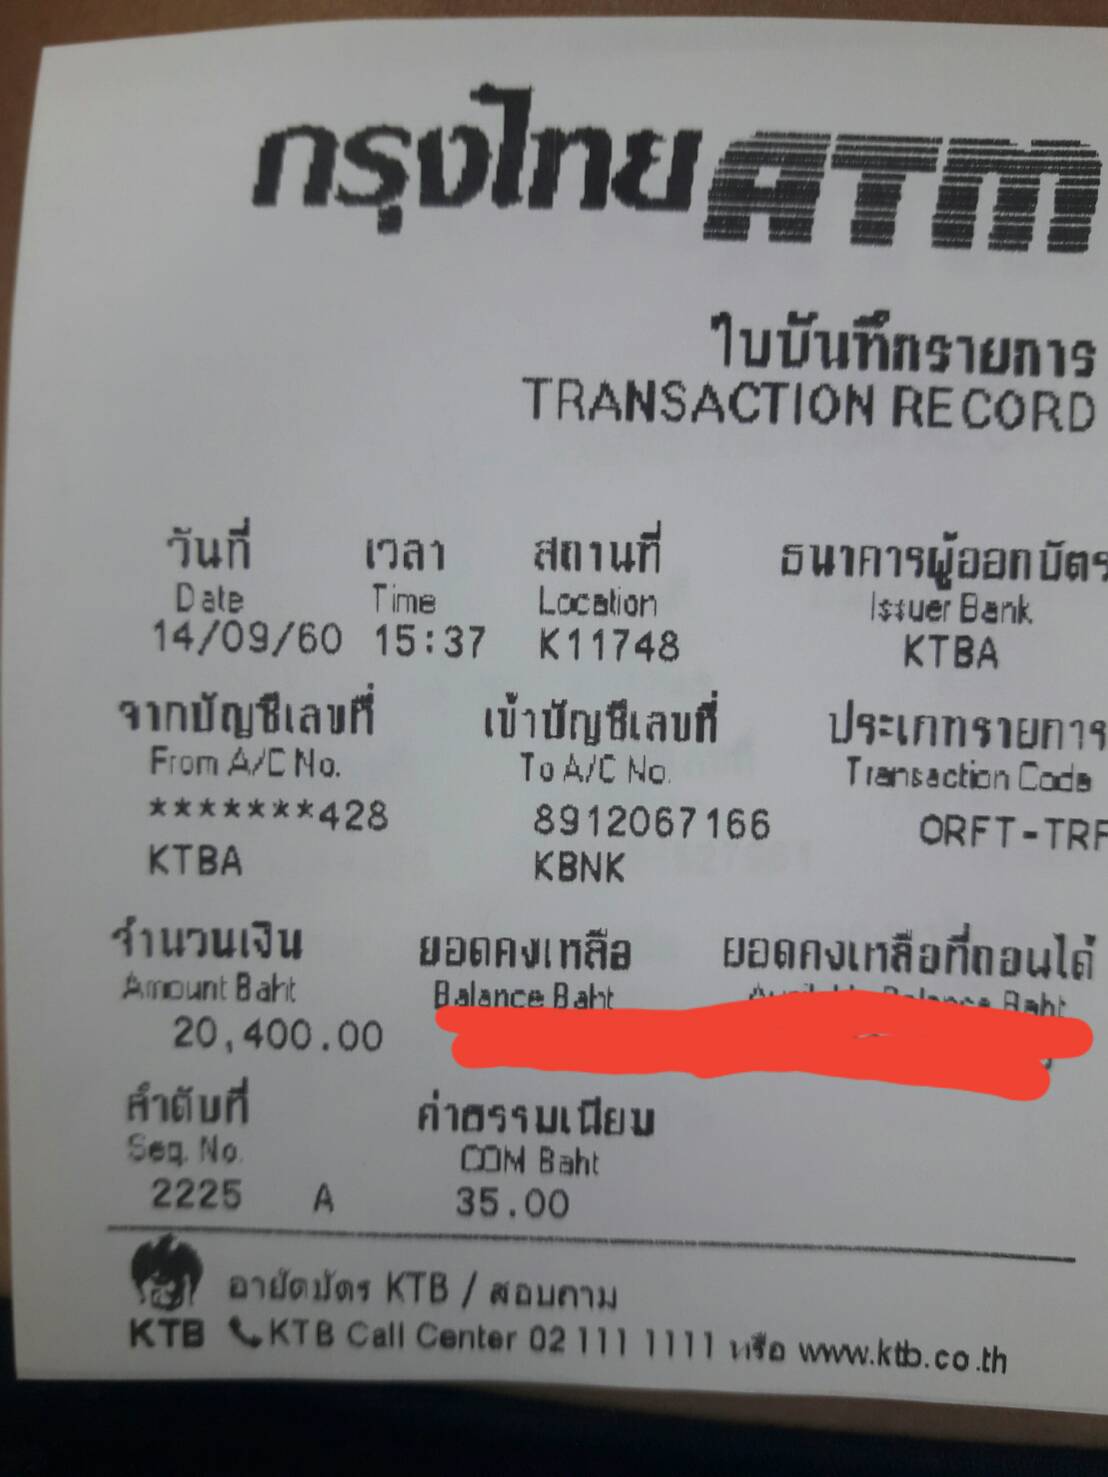 กรุงไทย ATM
ใบบันทึกรายการ
TRANSACTION RECORD
วันที่ เวลา สถานที่ ธนาคารผู้ออกบัตร
Date Time Location Issuer Bank
14/09/60 15:37 K11748 KTBA
จากบัญชีเลขที่ เข้าบัญชีเลขที่ ประเภทรายการ
From A/C No. To A/C No. Transaction Code
*******428 8912067166 ORFT-TRF
KTBA KBNK
จำนวนเงิน ยอดคงเหลือ ยอดคงเหลือที่ถอนได้
Amount Baht Balance Baht Available Balance Baht
20,400.00
ลำดับที่ ค่าธรรมเนียม
Seq. No. COM Baht
2225 A 35.00
อายัดบัตร KTB / สอบถาม
KTB KTB Call Center 02 111 1111 หรือ www.ktb.co.th